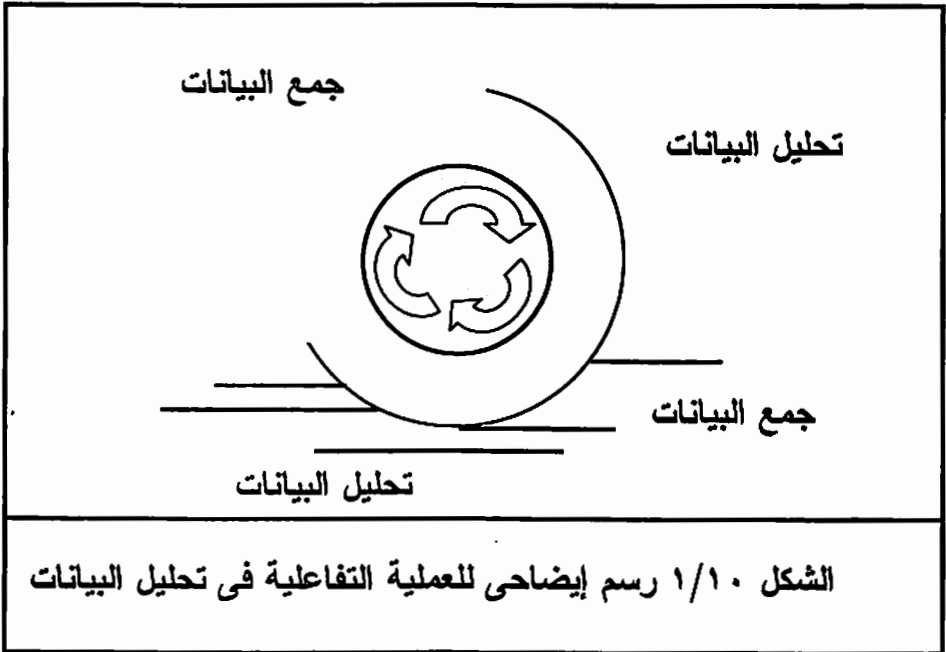 جمع البيانات
تحليل البيانات
جمع البيانات
تحليل البيانات
الشكل ١/١٠ رسم إيضاحى للعملية التفاعلية فى تحليل البيانات